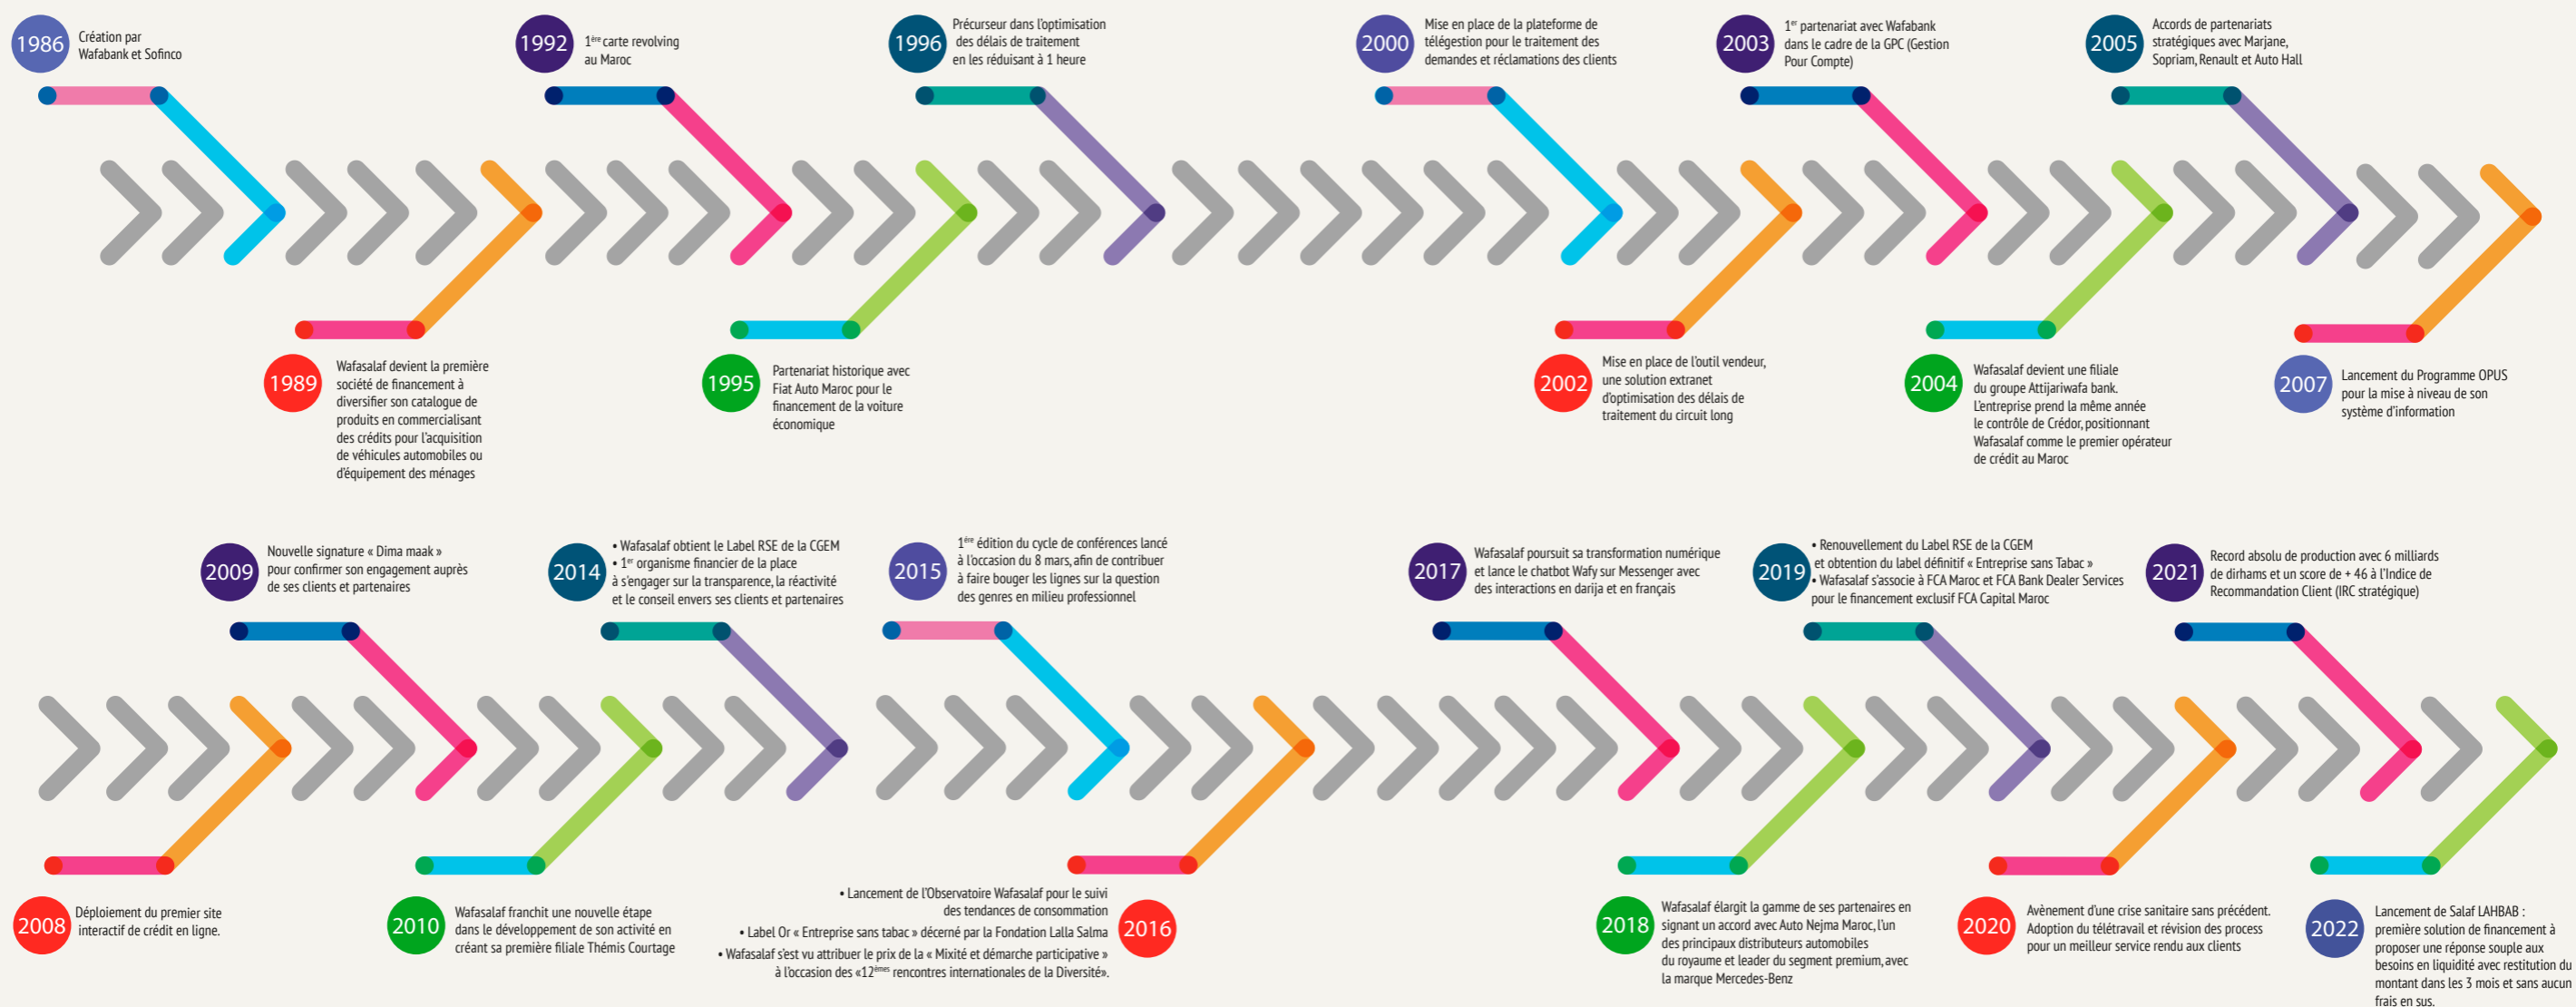 1986
Création par
Wafabank et Sofinco
1989
Wafasalaf devient la première
société de financement à
diversifier son catalogue de
produits en commercialisant
des crédits pour l'acquisition
de véhicules automobiles ou
d'équipement des ménages
1992
1ère carte revolving
au Maroc
1995
Partenariat historique avec
Fiat Auto Maroc pour le
financement de la voiture
économique
1996
Précurseur dans l'optimisation
des délais de traitement
en les réduisant à 1 heure
2000
Mise en place de la plateforme de
télégestion pour le traitement des
demandes et réclamations des clients
2002
Mise en place de l'outil vendeur,
une solution extranet
d'optimisation des délais de
traitement du circuit long
2003
1er partenariat avec Wafabank
dans le cadre de la GPC (Gestion
Pour Compte)
2004
Wafasalaf devient une filiale
du groupe Attijariwafa bank.
L'entreprise prend la même année
le contrôle de Crédor, positionnant
Wafasalaf comme le premier opérateur
de crédit au Maroc
2005
Accords de partenariats
stratégiques avec Marjane,
Sopriam, Renault et Auto Hall
2007
Lancement du Programme OPUS
pour la mise à niveau de son
système d'information
2008
Déploiement du premier site
interactif de crédit en ligne.
2009
Nouvelle signature « Dima maak »
pour confirmer son engagement auprès
de ses clients et partenaires
2010
Wafasalaf franchit une nouvelle étape
dans le développement de son activité en
créant sa première filiale Thémis Courtage
2014
• Wafasalaf obtient le Label RSE de la CGEM
• 1er organisme financier de la place
à s'engager sur la transparence, la réactivité
et le conseil envers ses clients et partenaires
2015
1ère édition du cycle de conférences lancé
à l'occasion du 8 mars, afin de contribuer
à faire bouger les lignes sur la question
des genres en milieu professionnel
2016
• Lancement de l'Observatoire Wafasalaf pour le suivi
des tendances de consommation
• Label Or « Entreprise sans tabac » décerné par la Fondation Lalla Salma
• Wafasalaf s'est vu attribuer le prix de la « Mixité et démarche participative »
à l'occasion des «12èmes rencontres internationales de la Diversité».
2017
Wafasalaf poursuit sa transformation numérique
et lance le chatbot Wafy sur Messenger avec
des interactions en darija et en français
2018
Wafasalaf élargit la gamme de ses partenaires en
signant un accord avec Auto Nejma Maroc, l'un
des principaux distributeurs automobiles
du royaume et leader du segment premium, avec
la marque Mercedes-Benz
2019
• Renouvellement du Label RSE de la CGEM
et obtention du label définitif « Entreprise sans Tabac »
• Wafasalaf s'associe à FCA Maroc et FCA Bank Dealer Services
pour le financement exclusif FCA Capital Maroc
2020
Avènement d'une crise sanitaire sans précédent.
Adoption du télétravail et révision des process
pour un meilleur service rendu aux clients
2021
Record absolu de production avec 6 milliards
de dirhams et un score de + 46 à l'Indice de
Recommandation Client (IRC stratégique)
2022
Lancement de Salaf LAHBAB :
première solution de financement à
proposer une réponse souple aux
besoins en liquidité avec restitution du
montant dans les 3 mois et sans aucun
frais en sus.